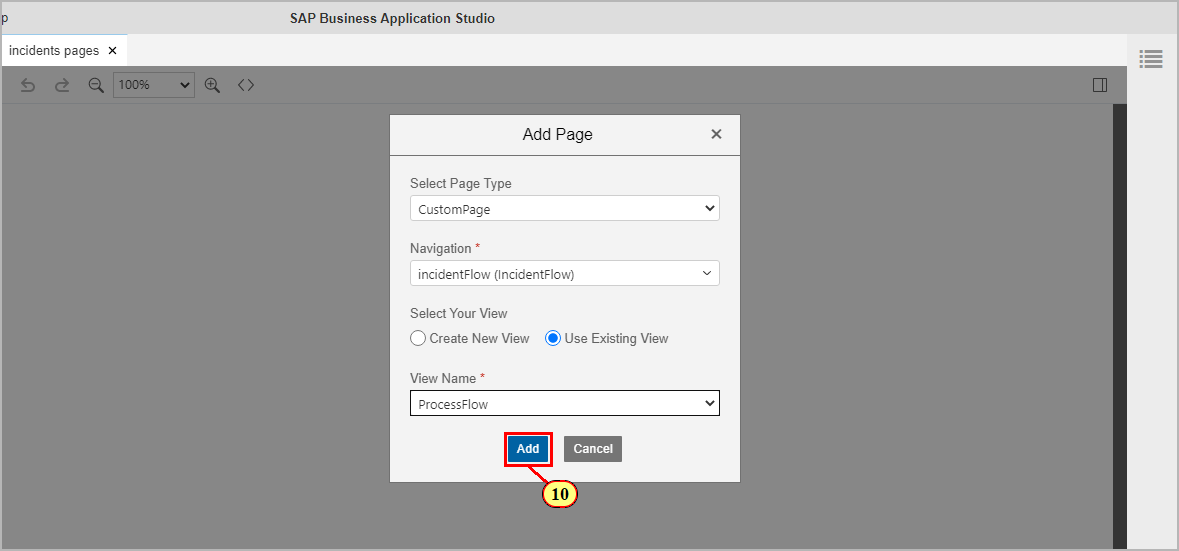 p
SAP Business Application Studio
incidents pages ×
100%
<>
Add Page ×
Select Page Type
CustomPage
Navigation *
incidentFlow (IncidentFlow)
Select Your View
Create New View Use Existing View
View Name *
ProcessFlow
Add Cancel
10